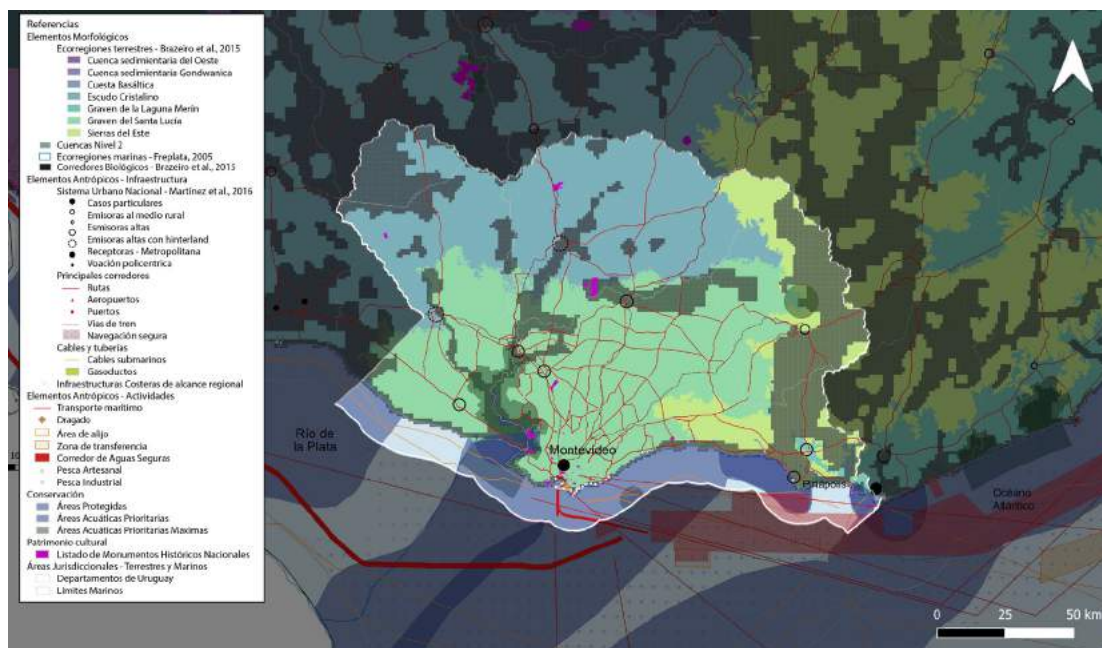 Referencias
Elementos Morfológicos
Ecorregiones terrestres - Brazeiro et al., 2015
Cuenca sedimentaria del Oeste
Cuenca sedimentaria Gondwanica
Cuesta Basáltica
Escudo Cristalino
Graven de la Laguna Merín
Graven del Santa Lucía
Sierras del Este
Cuencas Nivel 2
Ecorregiones marinas - Freplata, 2005
Corredores Biológicos - Brazeiro et al., 2015
Elementos Antrópicos - Infraestructura
Sistema Urbano Nacional - Martínez et al., 2016
Casos particulares
Emisoras al medio rural
Esmisoras altas
Emisoras altas con hinterland
Receptoras - Metropolitana
Voación policentrica
Principales corredores
Rutas
Aeropuertos
Puertos
Vías de tren
Navegación segura
Cables y tuberías
Cables submarinos
Gasoductos
Infraestructuras Costeras de alcance regional
Elementos Antrópicos - Actividades
Transporte marítimo
Dragado
Área de alijo
Zona de transferencia
Corredor de Aguas Seguras
Pesca Artesanal
Pesca Industrial
Conservación
Áreas Protegidas
Áreas Acuáticas Prioritarias
Áreas Acuáticas Prioritarias Máximas
Patrimonio cultural
Listado de Monumentos Históricos Nacionales
Áreas Jurisdiccionales - Terrestres y Marinos
Departamentos de Uruguay
Límites Marinos
Río de
la Plata
Montevideo
Piriápolis
Océano
Atlántico
0 25 50 km